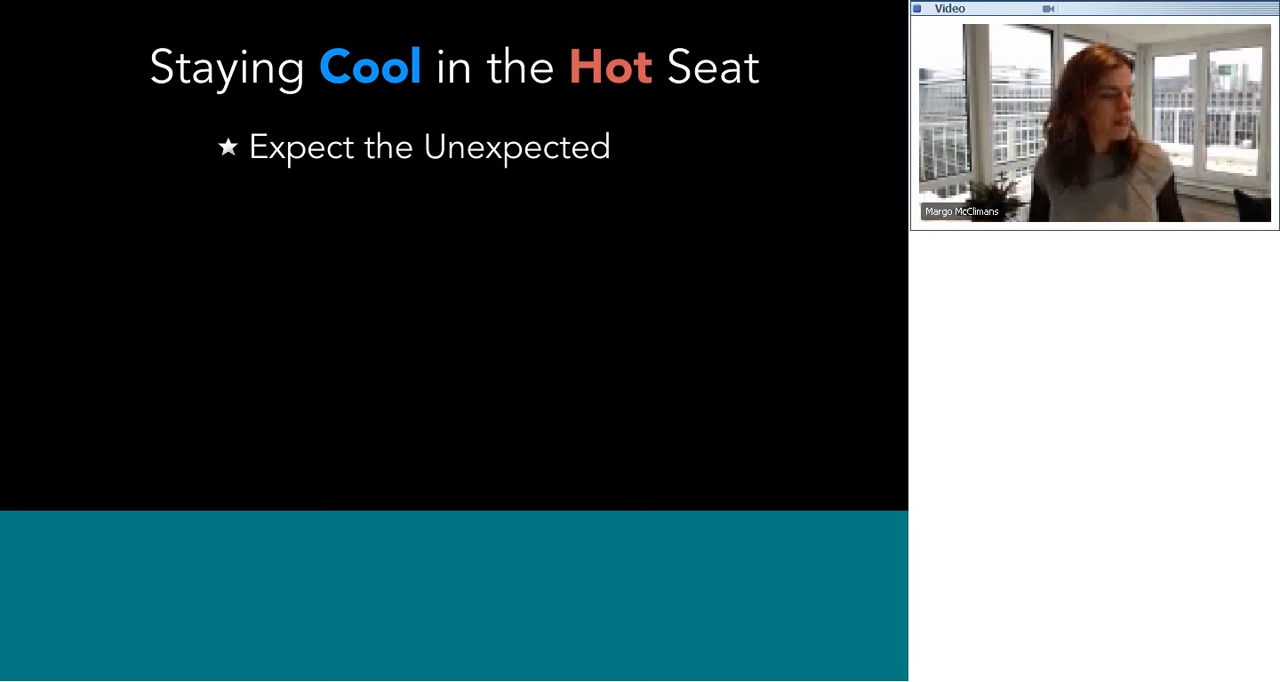 Staying Cool in the Hot Seat
★ Expect the Unexpected
Video
Margo McClimans